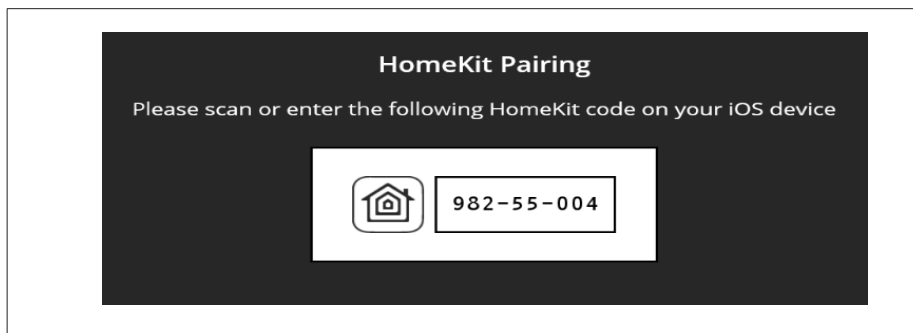 HomeKit Pairing
Please scan or enter the following HomeKit code on your iOS device
982-55-004